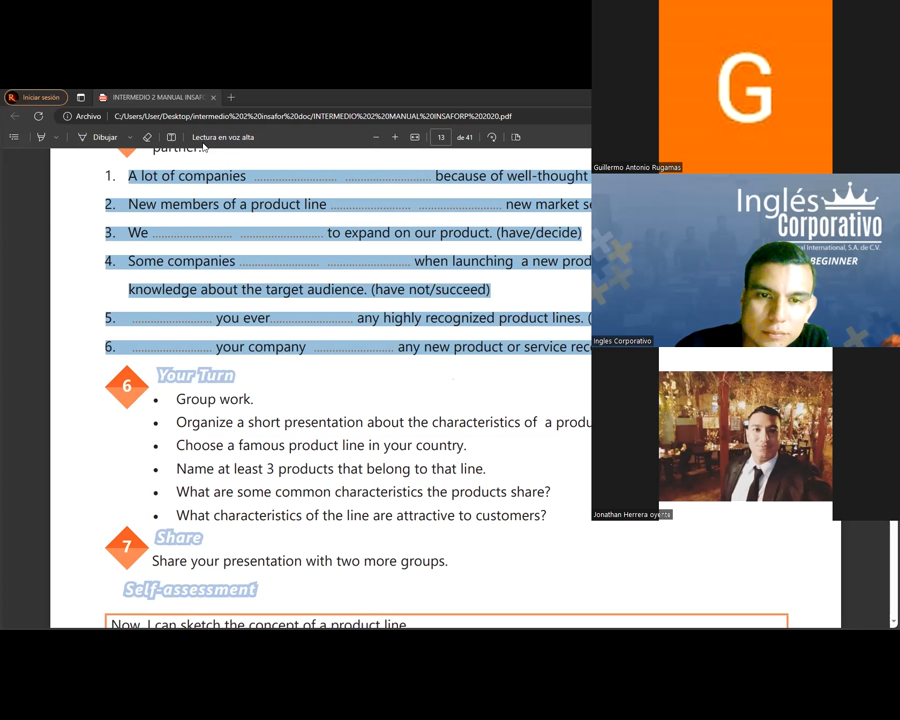 Iniciar sesión
INTERMEDIO 2 MANUAL INSAF
Archivo
C:/Users/User/Desktop/intermedio%202%20insafor%20doc/INTERMEDIO%202%20MANUAL%20INSAFORP%202020.pdf
Dibujar
Lectura en voz alta
13
de 41
partner.
1. A lot of companies .......................... .......................... because of well-thought
2. New members of a product line .......................... .......................... new market se
3. We .......................... .......................... to expand on our product. (have/decide)
4. Some companies .......................... .......................... when launching a new prod
knowledge about the target audience. (have not/succeed)
5. .......................... you ever.......................... any highly recognized product lines. (
6. .......................... your company .......................... any new product or service rec
6 Your Turn
• Group work.
• Organize a short presentation about the characteristics of a produ
• Choose a famous product line in your country.
• Name at least 3 products that belong to that line.
• What are some common characteristics the products share?
• What characteristics of the line are attractive to customers?
7 Share
Share your presentation with two more groups.
Self-assessment
Now, I can sketch the concept of a product line
G
Guillermo Antonio Rugamas
Inglés
Corporativo
al International, S.A. de C.V.
BEGINNER
Ingles Corporativo
Jonathan Herrera oyente